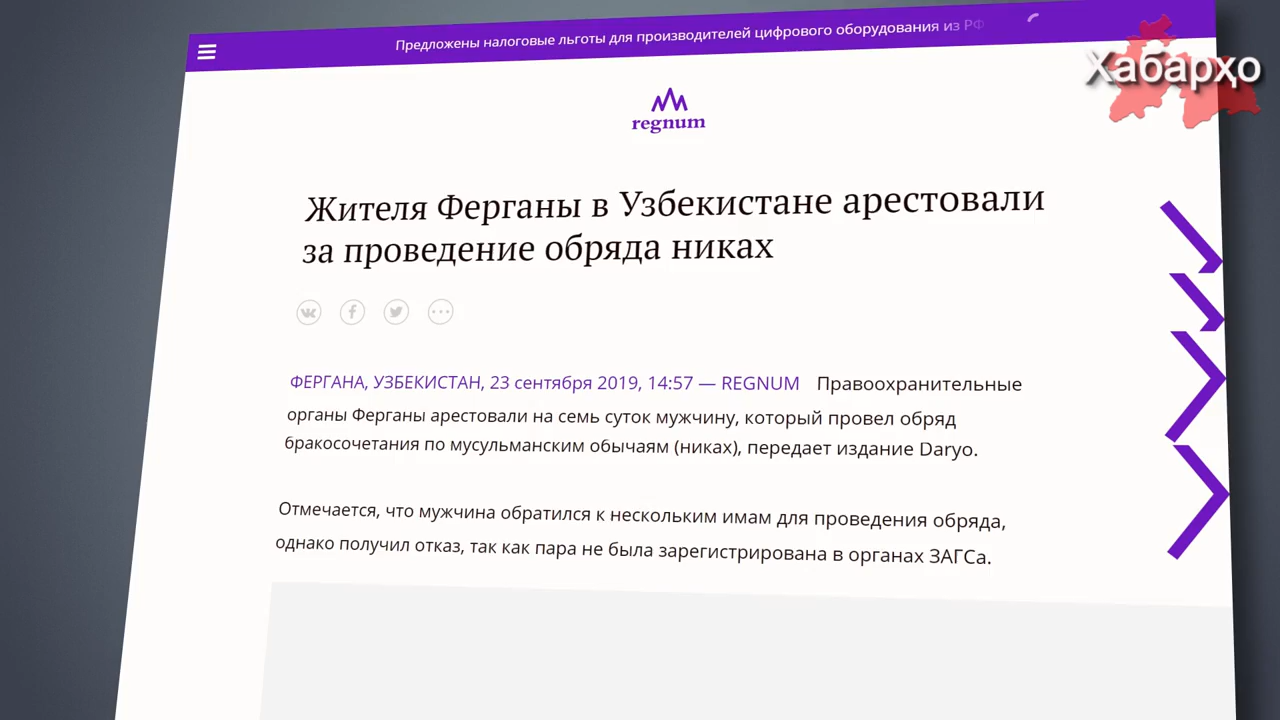 Предложены налоговые льготы для производителей цифрового оборудования из РФ
Хабарҳо
regnum
Жителя Ферганы в Узбекистане арестовали
за проведение обряда никах
ФЕРГАНА, УЗБЕКИСТАН, 23 сентября 2019, 14:57 — REGNUM Правоохранительные
органы Ферганы арестовали на семь суток мужчину, который провел обряд
бракосочетания по мусульманским обычаям (никах), передает издание Daryo.
Отмечается, что мужчина обратился к нескольким имам для проведения обряда,
однако получил отказ, так как пара не была зарегистрирована в органах ЗАГСа.